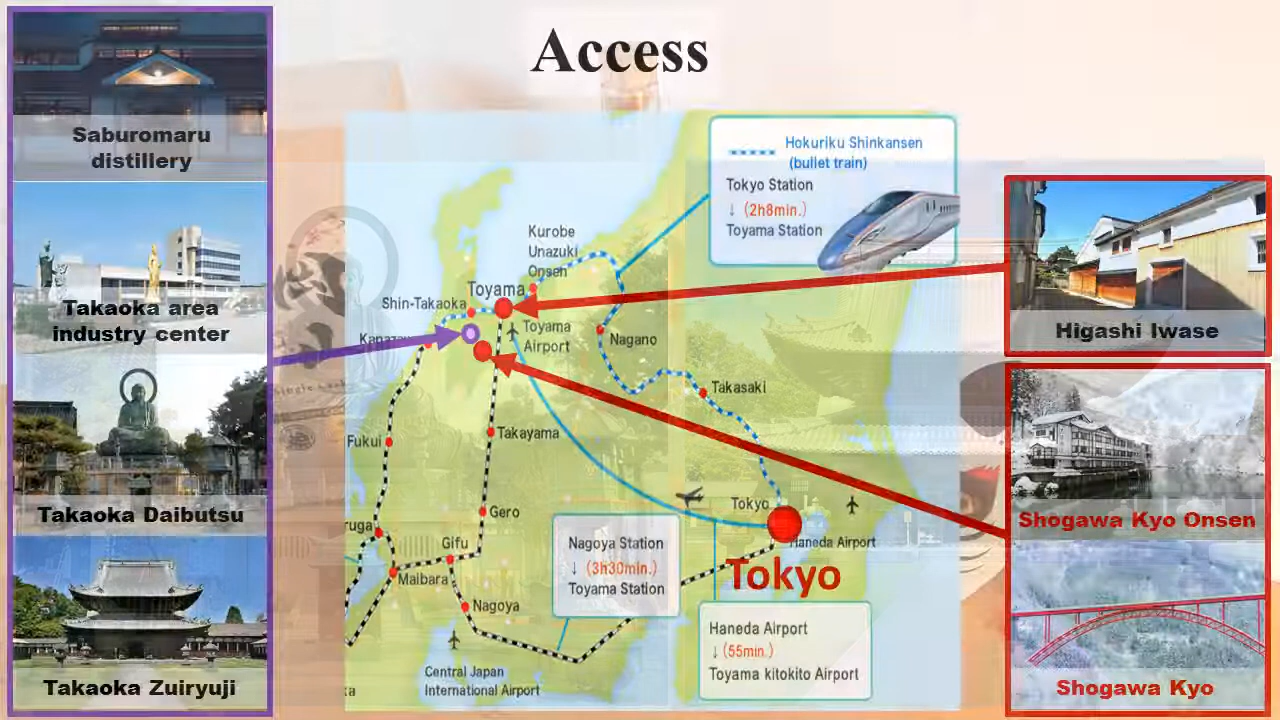 Access
Saburomaru
distillery
Takaoka area
industry center
Takaoka Daibutsu
Takaoka Zuiryuji
Hokuriku Shinkansen
(bullet train)
Tokyo Station
↓ (2h8min.)
Toyama Station
Kurobe
Unazuki
Onsen
Toyama
Shin-Takaoka
Toyama
Airport
Nagano
Takasaki
Fukui
Takayama
Gero
Gifu
Maibara
Nagoya
Central Japan
International Airport
Nagoya Station
↓ (3h30min.)
Toyama Station
Tokyo
Haneda Airport
Tokyo
Haneda Airport
↓ (55min.)
Toyama kitokito Airport
Higashi Iwase
Shogawa Kyo Onsen
Shogawa Kyo